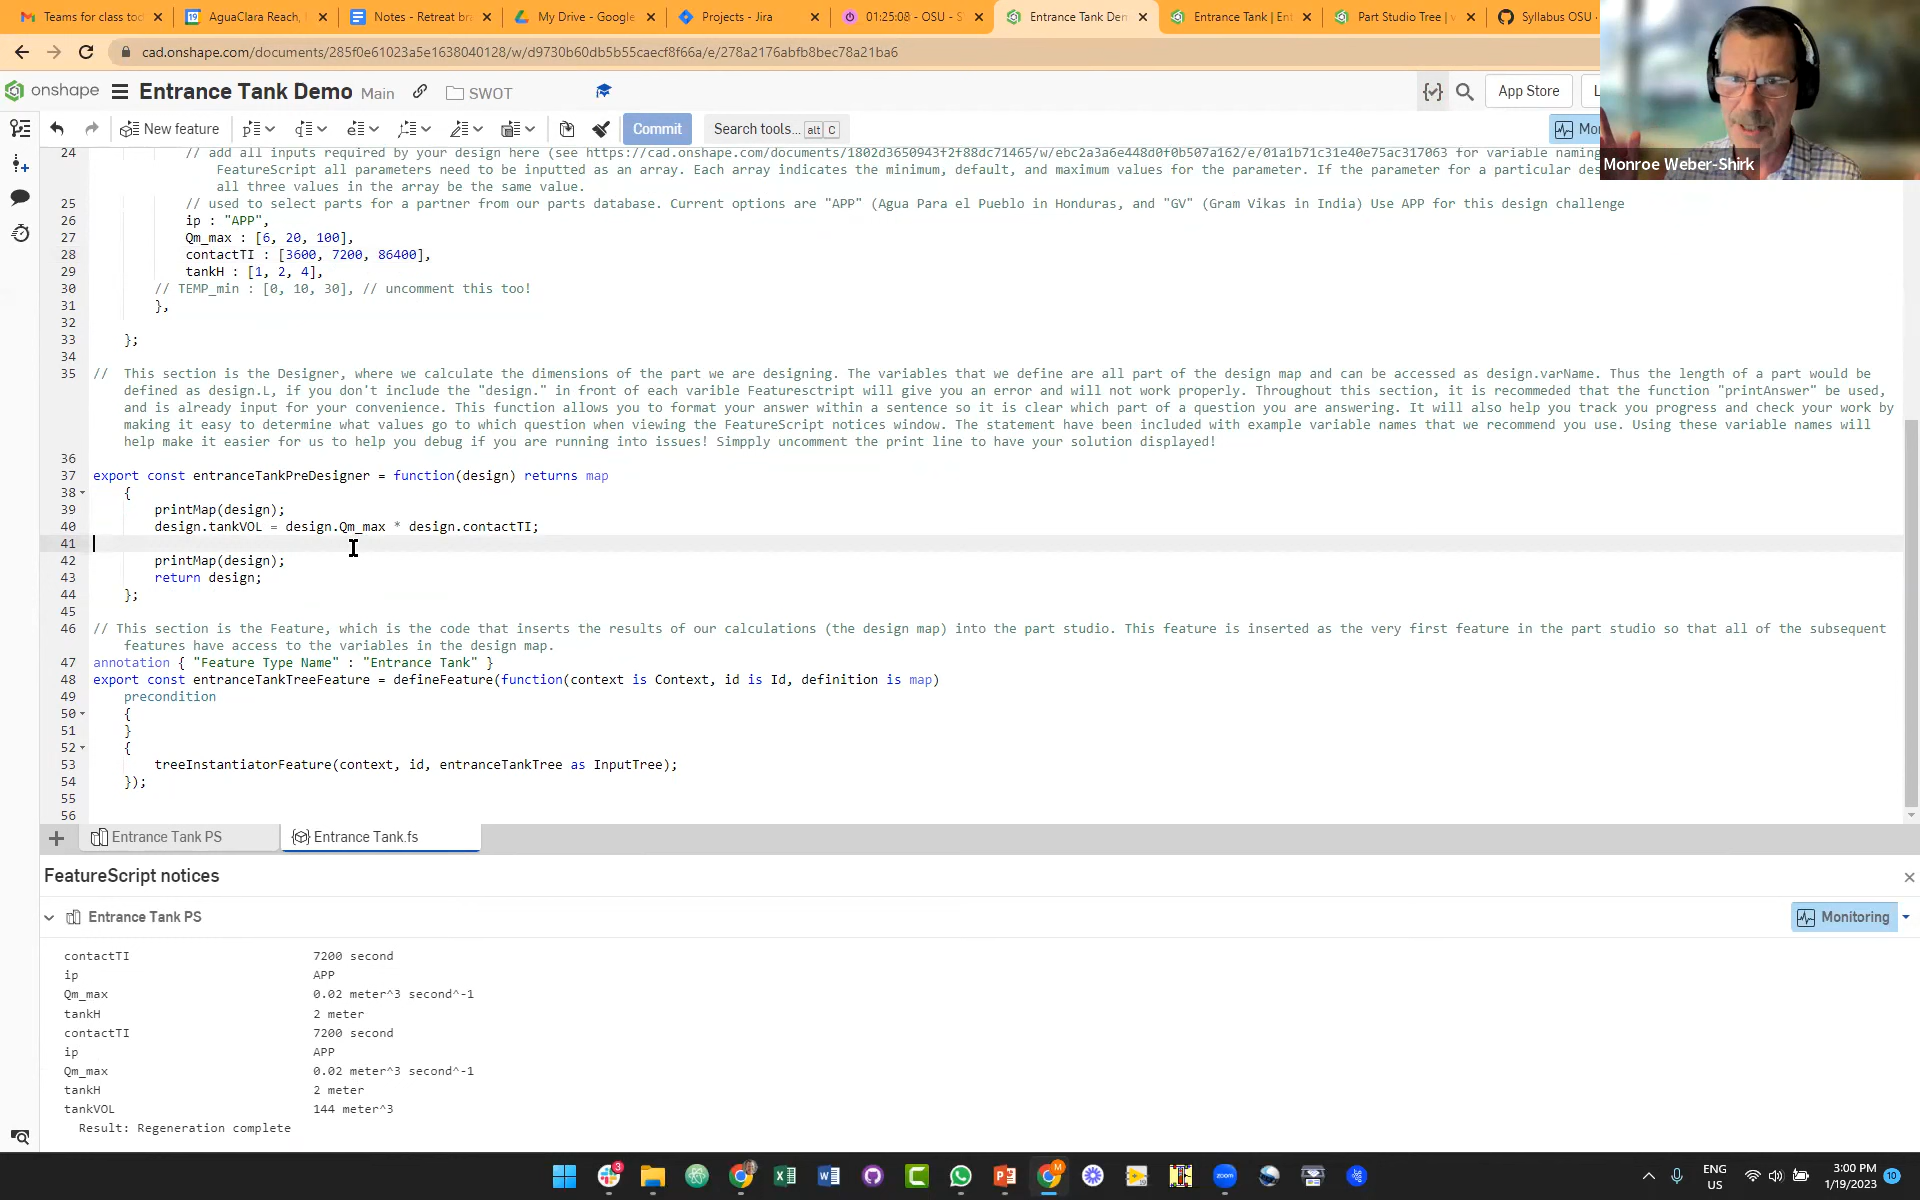 Teams for class tod
AguaClara Reach,
Notes - Retreat br
My Drive - Google
Projects - Jira
01:25:08 - OSU - S
Entrance Tank Dem
Entrance Tank | Ent
Part Studio Tree |
Syllabus OSU
cad.onshape.com/documents/285f0e61023a5e1638040128/w/d9730b60db5b55caecf8f66a/e/278a2176abfb8bec78a21ba6
onshape
Entrance Tank Demo Main
SWOT
App Store
New feature
Commit
Search tools... alt C
Mo
Monroe Weber-Shirk
24 // add all inputs required by your design here (see https://cad.onshape.com/documents/1802d3650943f2f88dc71465/w/ebc2a3a6e448d0f0b507a162/e/01a1b71c31e40e75ac317063 for variable naming
FeatureScript all parameters need to be inputted as an array. Each array indicates the minimum, default, and maximum values for the parameter. If the parameter for a particular des
all three values in the array be the same value.
25 // used to select parts for a partner from our parts database. Current options are "APP" (Agua Para el Pueblo in Honduras, and "GV" (Gram Vikas in India) Use APP for this design challenge
26 ip : "APP",
27 Qm_max : [6, 20, 100],
28 contactTI : [3600, 7200, 86400],
29 tankH : [1, 2, 4],
30 // TEMP_min : [0, 10, 30], // uncomment this too!
31 },
32
33 };
34
35 // This section is the Designer, where we calculate the dimensions of the part we are designing. The variables that we define are all part of the design map and can be accessed as design.varName. Thus the length of a part would be
defined as design.L, if you don't include the "design." in front of each varible Featuresctript will give you an error and will not work properly. Throughout this section, it is recommeded that the function "printAnswer" be used,
and is already input for your convenience. This function allows you to format your answer within a sentence so it is clear which part of a question you are answering. It will also help you track you progress and check your work by
making it easy to determine what values go to which question when viewing the FeatureScript notices window. The statement have been included with example variable names that we recommend you use. Using these variable names will
help make it easier for us to help you debug if you are running into issues! Simpply uncomment the print line to have your solution displayed!
36
37 export const entranceTankPreDesigner = function(design) returns map
38 {
39 printMap(design);
40 design.tankVOL = design.Qm_max * design.contactTI;
41
42 printMap(design);
43 return design;
44 };
45
46 // This section is the Feature, which is the code that inserts the results of our calculations (the design map) into the part studio. This feature is inserted as the very first feature in the part studio so that all of the subsequent
features have access to the variables in the design map.
47 annotation { "Feature Type Name" : "Entrance Tank" }
48 export const entranceTankTreeFeature = defineFeature(function(context is Context, id is Id, definition is map)
49 precondition
50 {
51 }
52 {
53 treeInstantiatorFeature(context, id, entranceTankTree as InputTree);
54 });
55
56
Entrance Tank PS
Entrance Tank.fs
FeatureScript notices
Entrance Tank PS
Monitoring
contactTI 7200 second
ip APP
Qm_max 0.02 meter^3 second^-1
tankH 2 meter
contactTI 7200 second
ip APP
Qm_max 0.02 meter^3 second^-1
tankH 2 meter
tankVOL 144 meter^3
Result: Regeneration complete
ENG
US
3:00 PM
1/19/2023
10